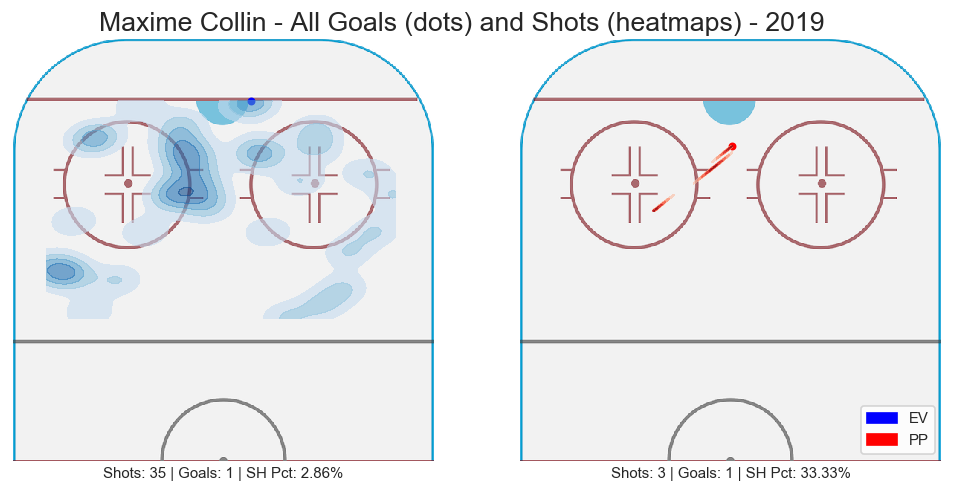 Maxime Collin - All Goals (dots) and Shots (heatmaps) - 2019
EV
PP
Shots: 35 | Goals: 1 | SH Pct: 2.86%
Shots: 3 | Goals: 1 | SH Pct: 33.33%